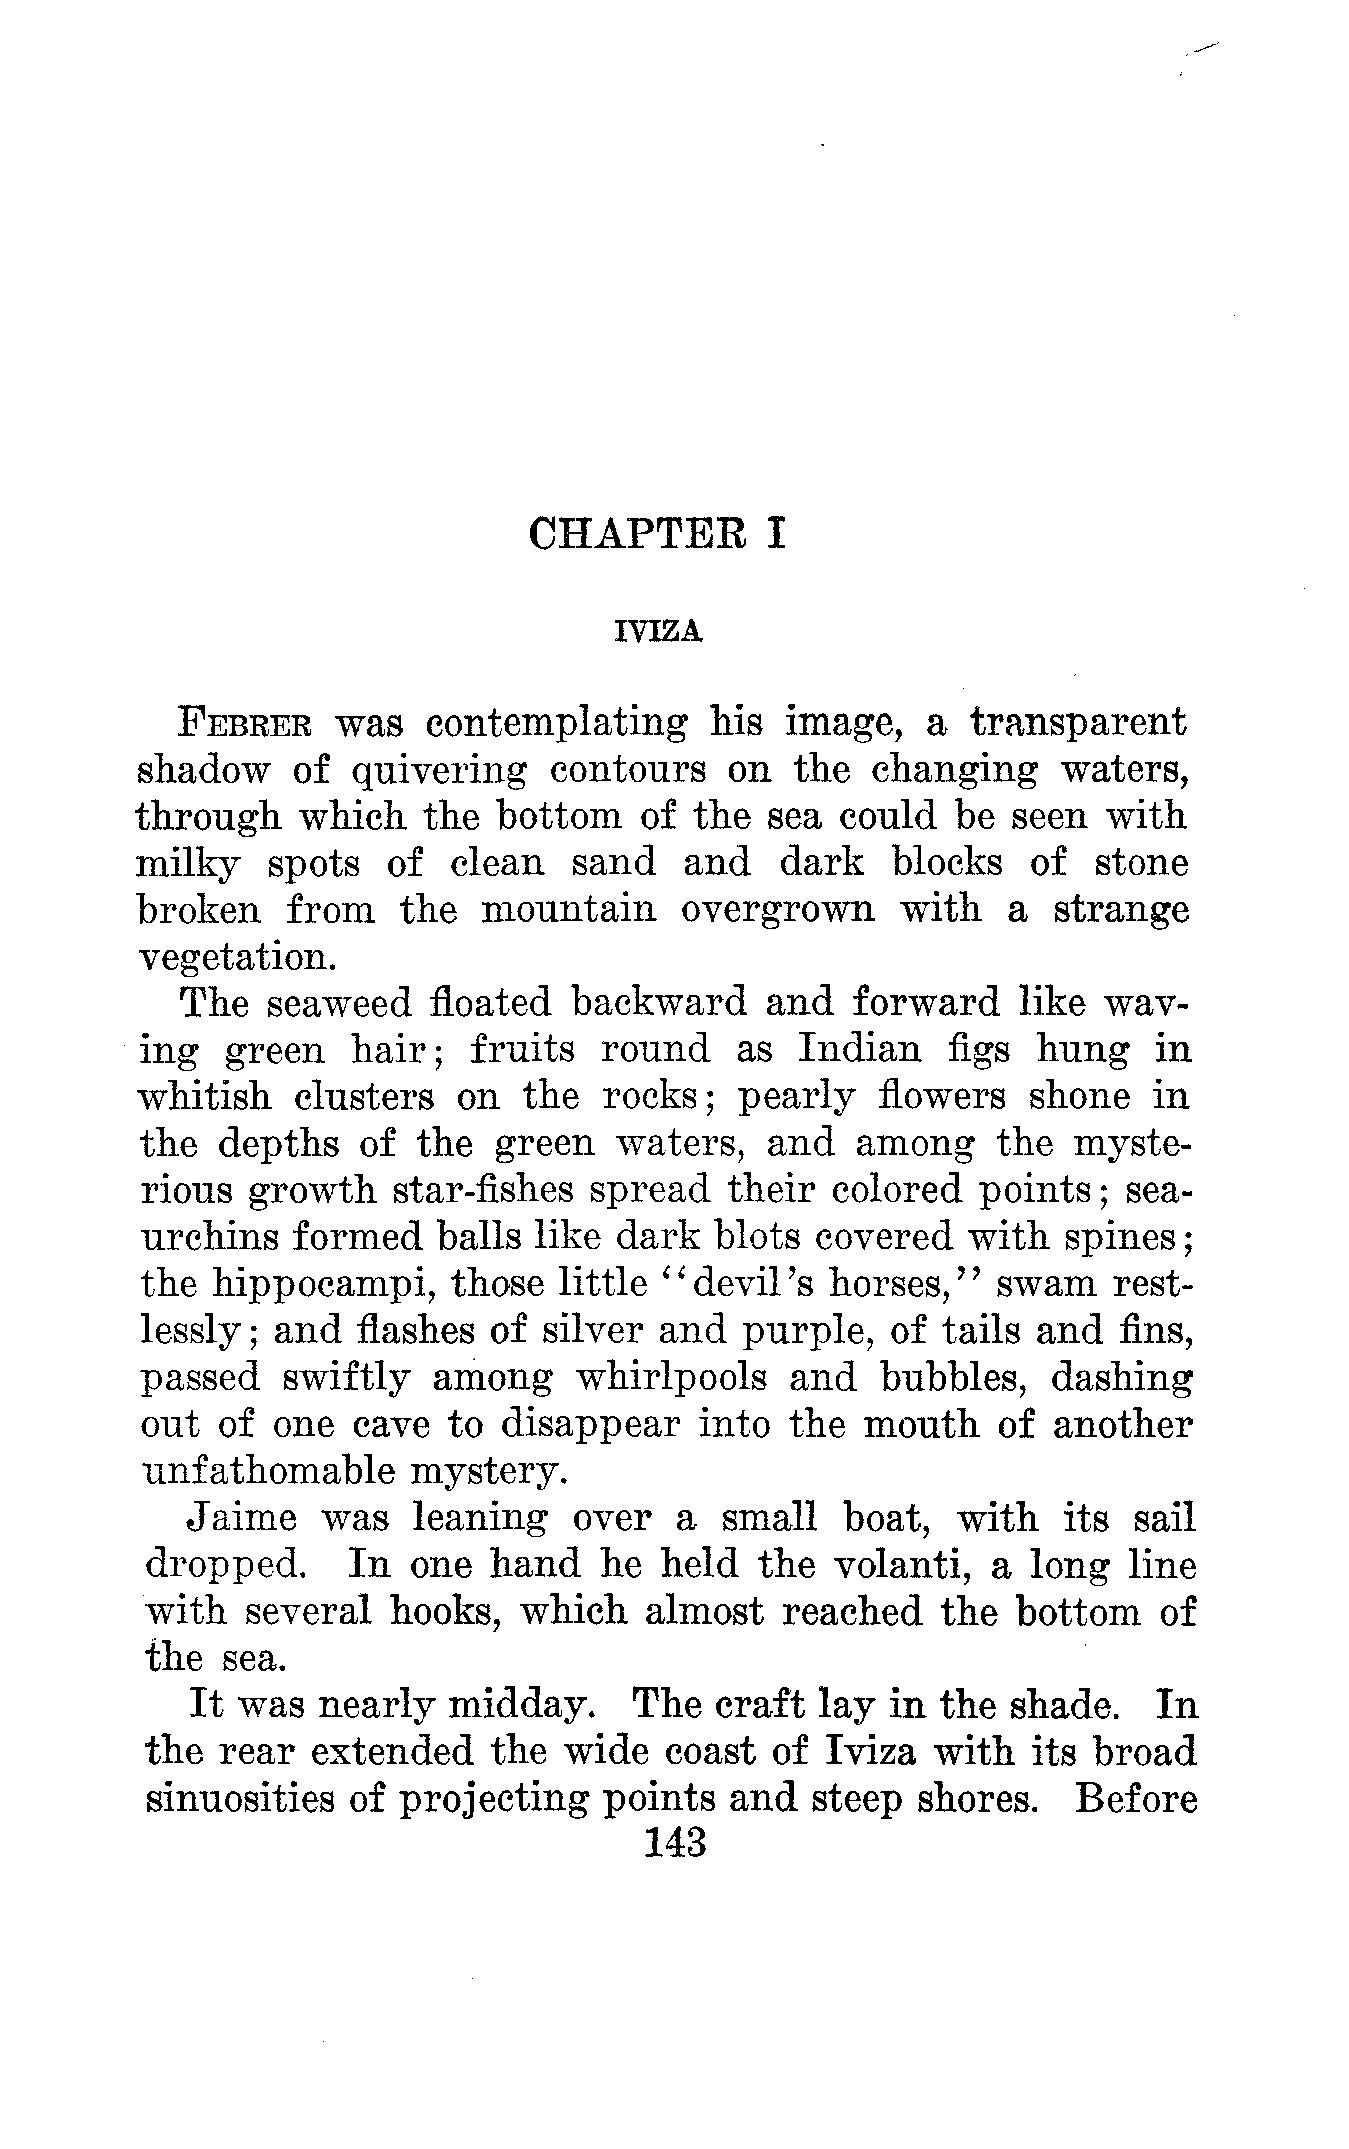 CHAPTER I
IVIZA
FEBRER was contemplating his image, a transparent
shadow of quivering contours on the changing waters,
through which the bottom of the sea could be seen with
milky spots of clean sand and dark blocks of stone
broken from the mountain overgrown with a strange
vegetation.
The seaweed floated backward and forward like wav-
ing green hair; fruits round as Indian figs hung in
whitish clusters on the rocks; pearly flowers shone in
the depths of the green waters, and among the myste-
rious growth star-fishes spread their colored points; sea-
urchins formed balls like dark blots covered with spines;
the hippocampi, those little "devil's horses," swam rest-
lessly; and flashes of silver and purple, of tails and fins,
passed swiftly among whirlpools and bubbles, dashing
out of one cave to disappear into the mouth of another
unfathomable mystery.
Jaime was leaning over a small boat, with its sail
dropped. In one hand he held the volanti, a long line
with several hooks, which almost reached the bottom of
the sea.
It was nearly midday. The craft lay in the shade. In
the rear extended the wide coast of Iviza with its broad
sinuosities of projecting points and steep shores. Before
143